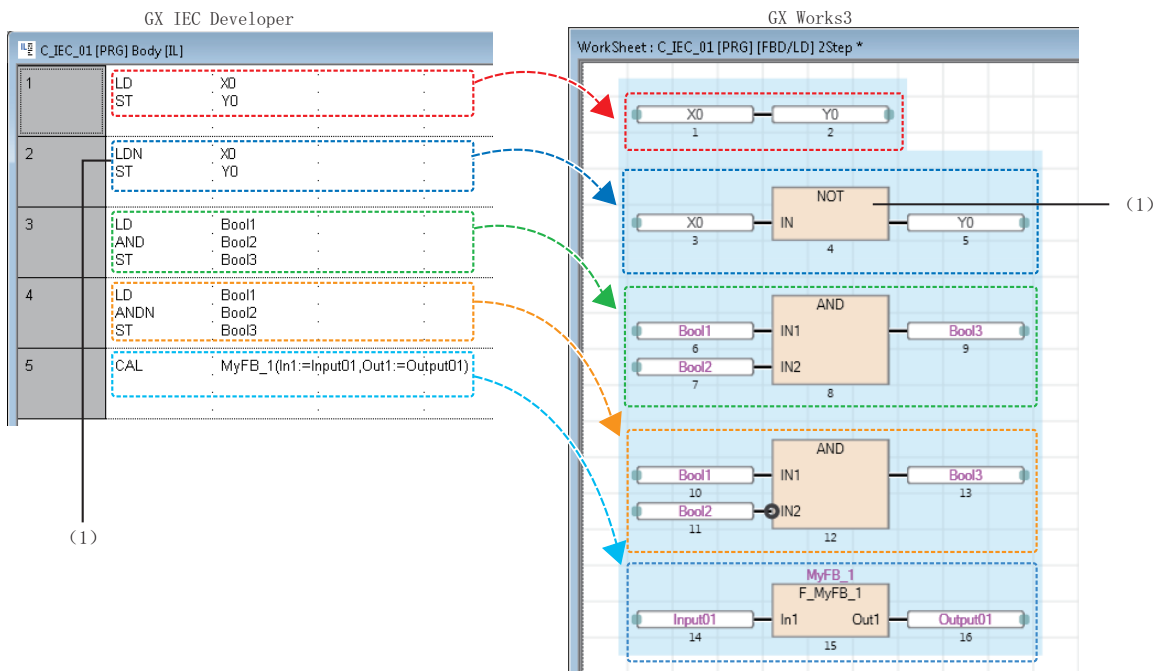 GX IEC Developer
C_IEC_01 [PRG] Body [IL]
1
LD X0
ST Y0
2
LDN X0
ST Y0
3
LD Bool1
AND Bool2
ST Bool3
4
LD Bool1
ANDN Bool2
ST Bool3
5
CAL MyFB_1(In1:=Input01,Out1:=Output01)
(1)
GX Works3
WorkSheet : C_IEC_01 [PRG] [FBD/LD] 2Step *
X0 Y0
1 2
NOT
X0 IN Y0
3 4 5
(1)
AND
Bool1 IN1 Bool3
6 9
Bool2 IN2
7 8
AND
Bool1 IN1 Bool3
10 13
Bool2 IN2
11 12
MyFB_1
F_MyFB_1
Input01 In1 Out1 Output01
14 15 16